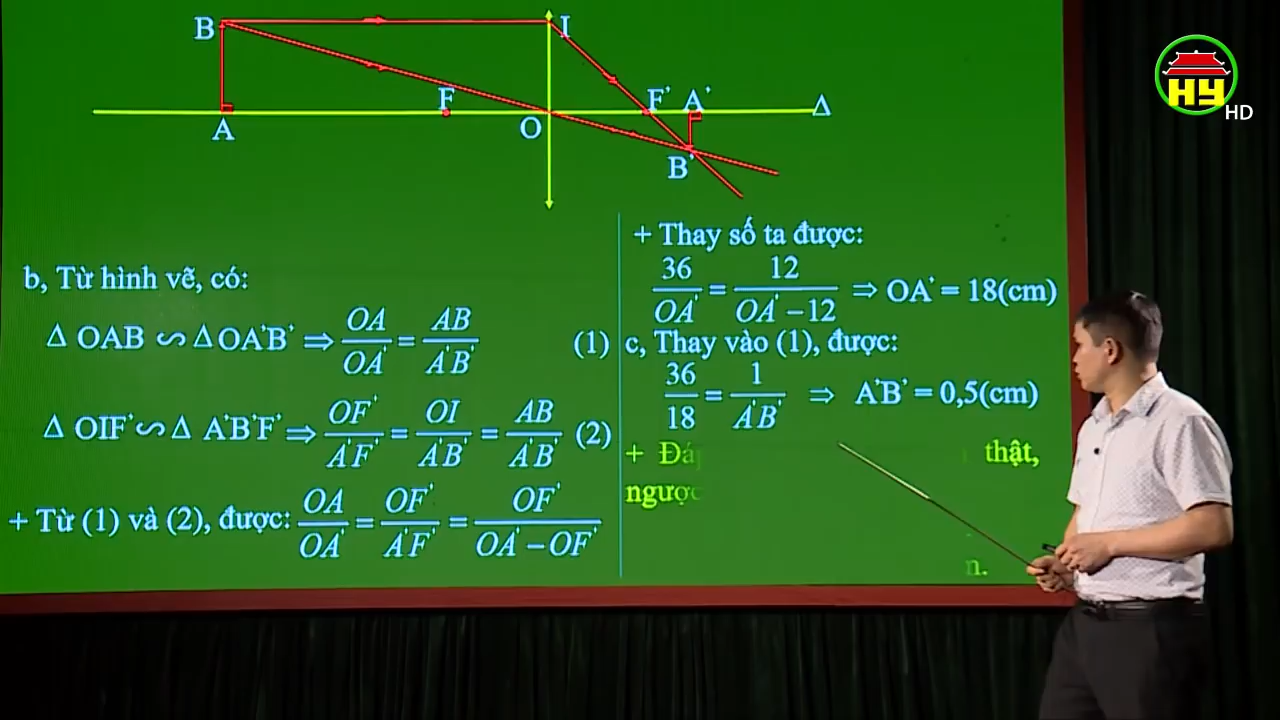 B
I
F
F'
A'
Δ
A
O
B'
HY
HD
b, Từ hình vẽ, có:
Δ OAB ∽ Δ OA'B' ⇒ OA/OA' = AB/A'B' (1)
Δ OIF' ∽ Δ A'B'F' ⇒ OF'/A'F' = OI/A'B' = AB/A'B' (2)
+ Từ (1) và (2), được: OA/OA' = OF'/A'F' = OF'/OA' – OF'
+ Thay số ta được:
36/OA' = 12/OA' – 12 ⇒ OA' = 18(cm)
c, Thay vào (1), được:
36/18 = 1/A'B' ⇒ A'B' = 0,5(cm)
+ thật,
ngược
n.